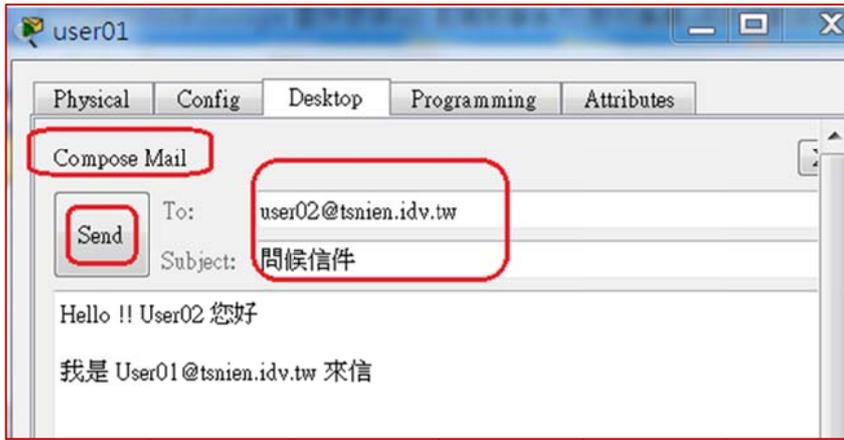 user01
Physical Config Desktop Programming Attributes
Compose Mail
Send
To: user02@tsnien.idv.tw
Subject: 問候信件
Hello !! User02 您好
我是 User01@tsnien.idv.tw 來信